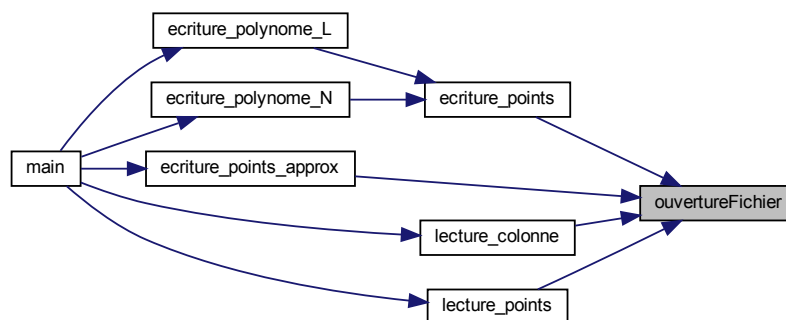 ecriture_polynome_L
ecriture_polynome_N
ecriture_points
main
ecriture_points_approx
ouvertureFichier
lecture_colonne
lecture_points